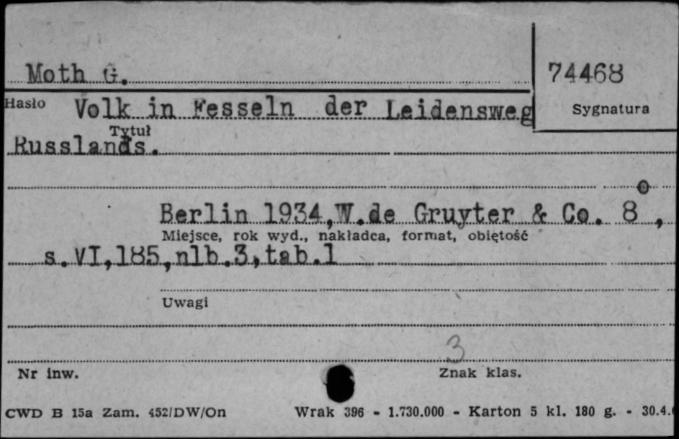 Moth G.
74468
Hasło Volk in Fesseln der Leidensweg
Sygnatura
Tytuł
Russlands.
Berlin 1934,W.de Gruyter & Co. 8°,
Miejsce, rok wyd., nakładca, format, objętość
s.VI,185,nlb.3,tab.1
Uwagi
3
Nr inw.
Znak klas.
CWD B 15a Zam. 452/DW/On Wrak 396 - 1.730.000 - Karton 5 kl. 180 g. - 30.4.